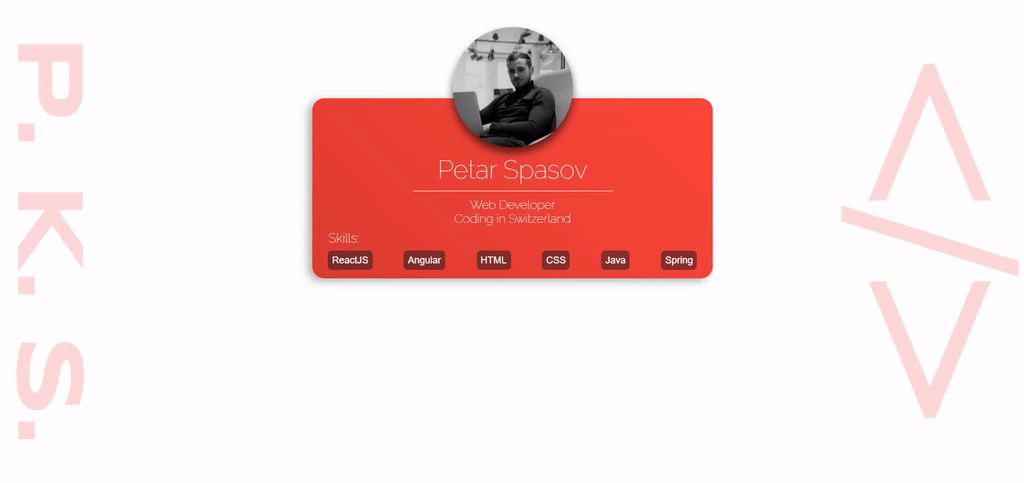 P. K. S.
Petar Spasov
Web Developer
Coding in Switzerland
Skills:
ReactJS Angular HTML CSS Java Spring
</>